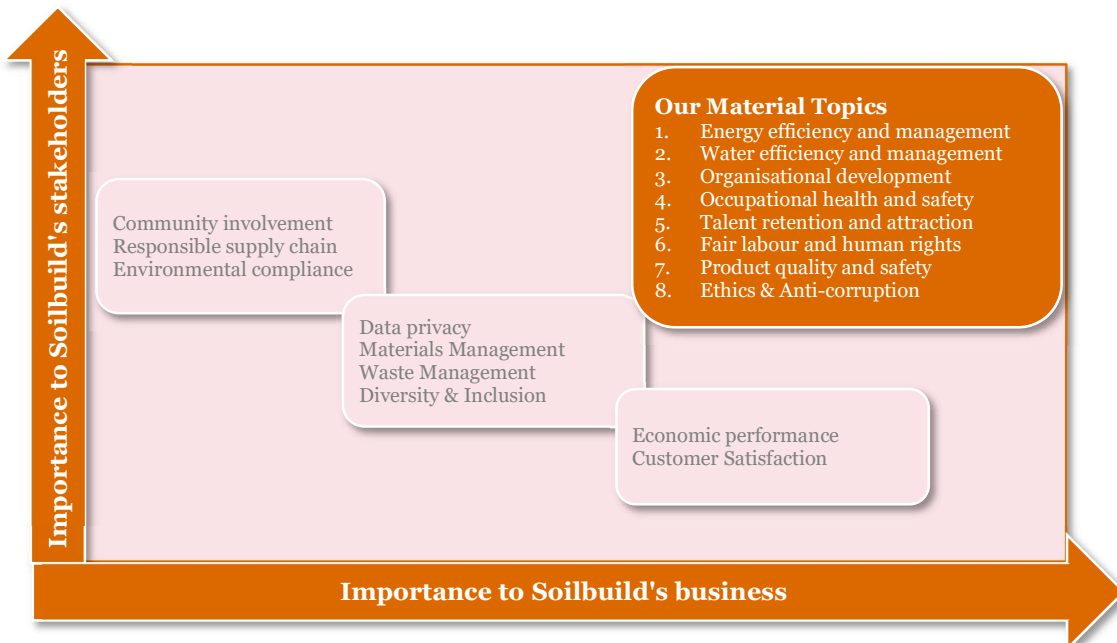 Importance to Soilbuild's stakeholders
Our Material Topics
1. Energy efficiency and management
2. Water efficiency and management
3. Organisational development
4. Occupational health and safety
5. Talent retention and attraction
6. Fair labour and human rights
7. Product quality and safety
8. Ethics & Anti-corruption
Community involvement
Responsible supply chain
Environmental compliance
Data privacy
Materials Management
Waste Management
Diversity & Inclusion
Economic performance
Customer Satisfaction
Importance to Soilbuild's business